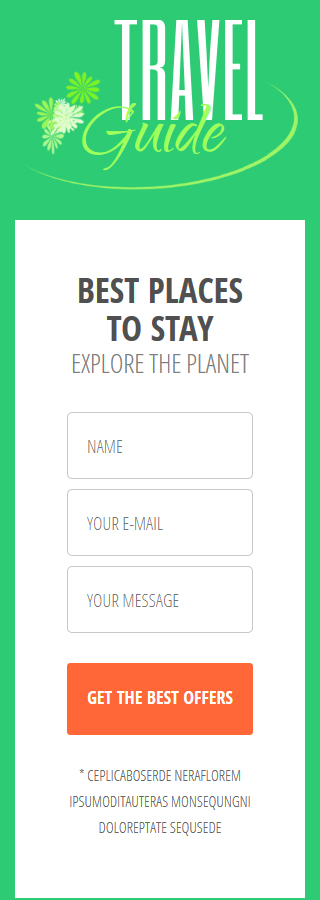 TRAVEL
Guide
BEST PLACES
TO STAY
EXPLORE THE PLANET
NAME
YOUR E-MAIL
YOUR MESSAGE
GET THE BEST OFFERS
* CEPLICABOSERDE NERAFLOREM
IPSUMODITAUTERAS MONSEQUNGNI
DOLOREPTATE SEQUSEDE